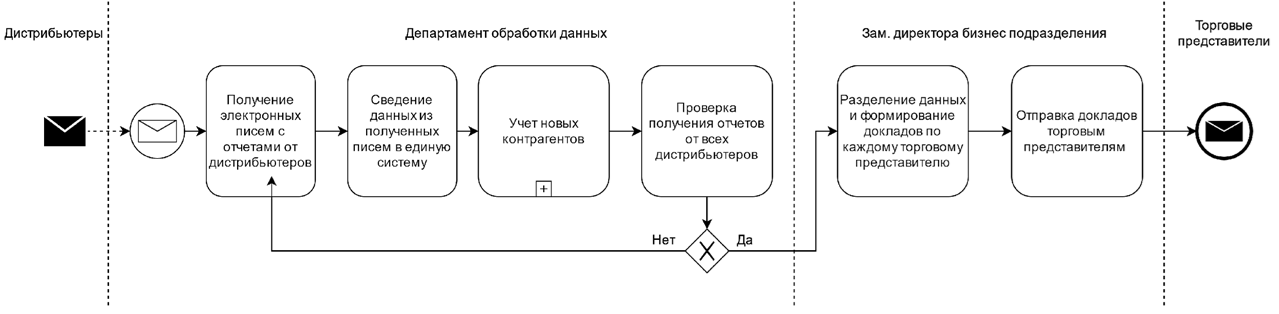 Дистрибьютеры
Департамент обработки данных
Зам. директора бизнес подразделения
Торговые
представители
Получение
электронных
писем с
отчетами от
дистрибьютеров
Сведение
данных из
полученных
писем в единую
систему
Учет новых
контрагентов
+
Проверка
получения отчетов
от всех
дистрибьютеров
Разделение данных
и формирование
докладов по
каждому торговому
представителю
Отправка докладов
торговым
представителям
Нет
X
Да